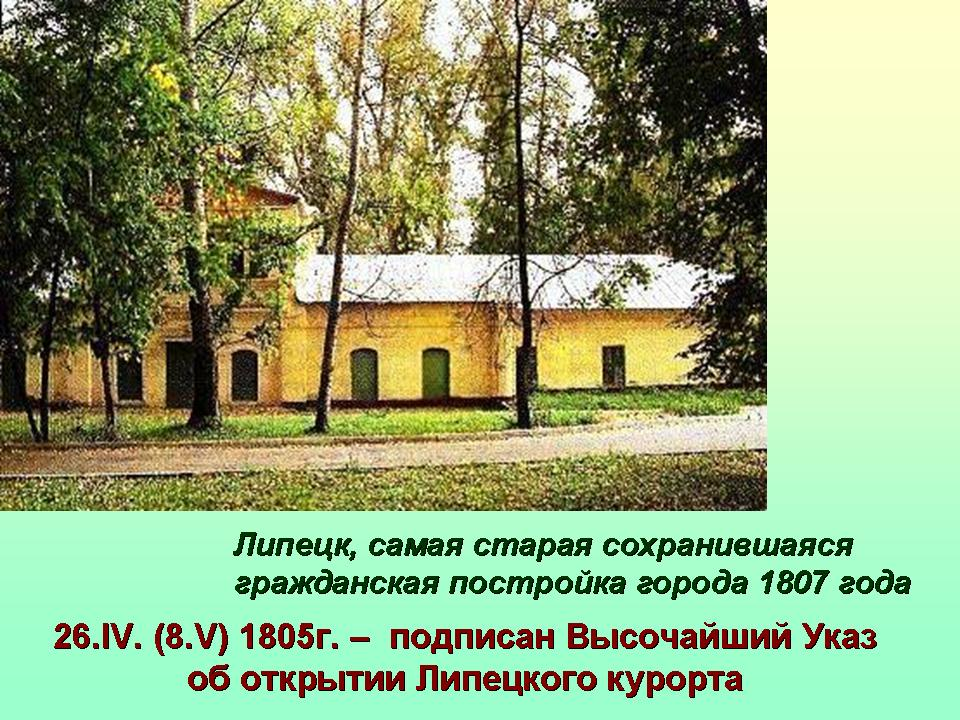 Липецк, самая старая сохранившаяся
гражданская постройка города 1807 года
26.IV. (8.V) 1805г. – подписан Высочайший Указ
об открытии Липецкого курорта